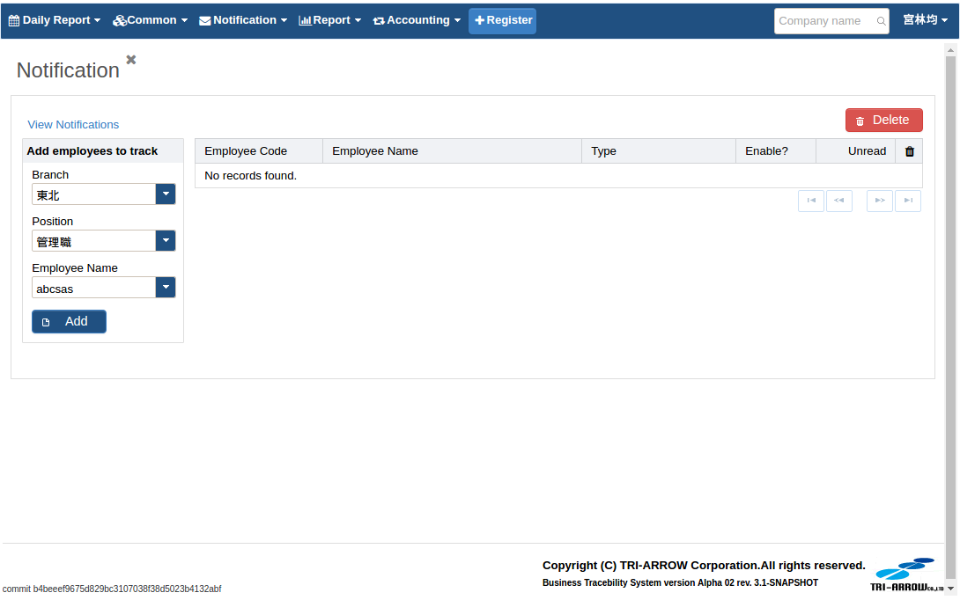 Daily Report Common Notification Report Accounting Register Company name 宮林均
Notification
View Notifications
Delete
Add employees to track
Employee Code Employee Name Type Enable? Unread
No records found.
Branch
東北
Position
管理職
Employee Name
abcsas
Add
Copyright (C) TRI-ARROW Corporation.All rights reserved.
Business Tracebility System version Alpha 02 rev. 3.1-SNAPSHOT
TRI-ARROW
commit b4beeef9675d829bc3107038f38d5023b4132abf